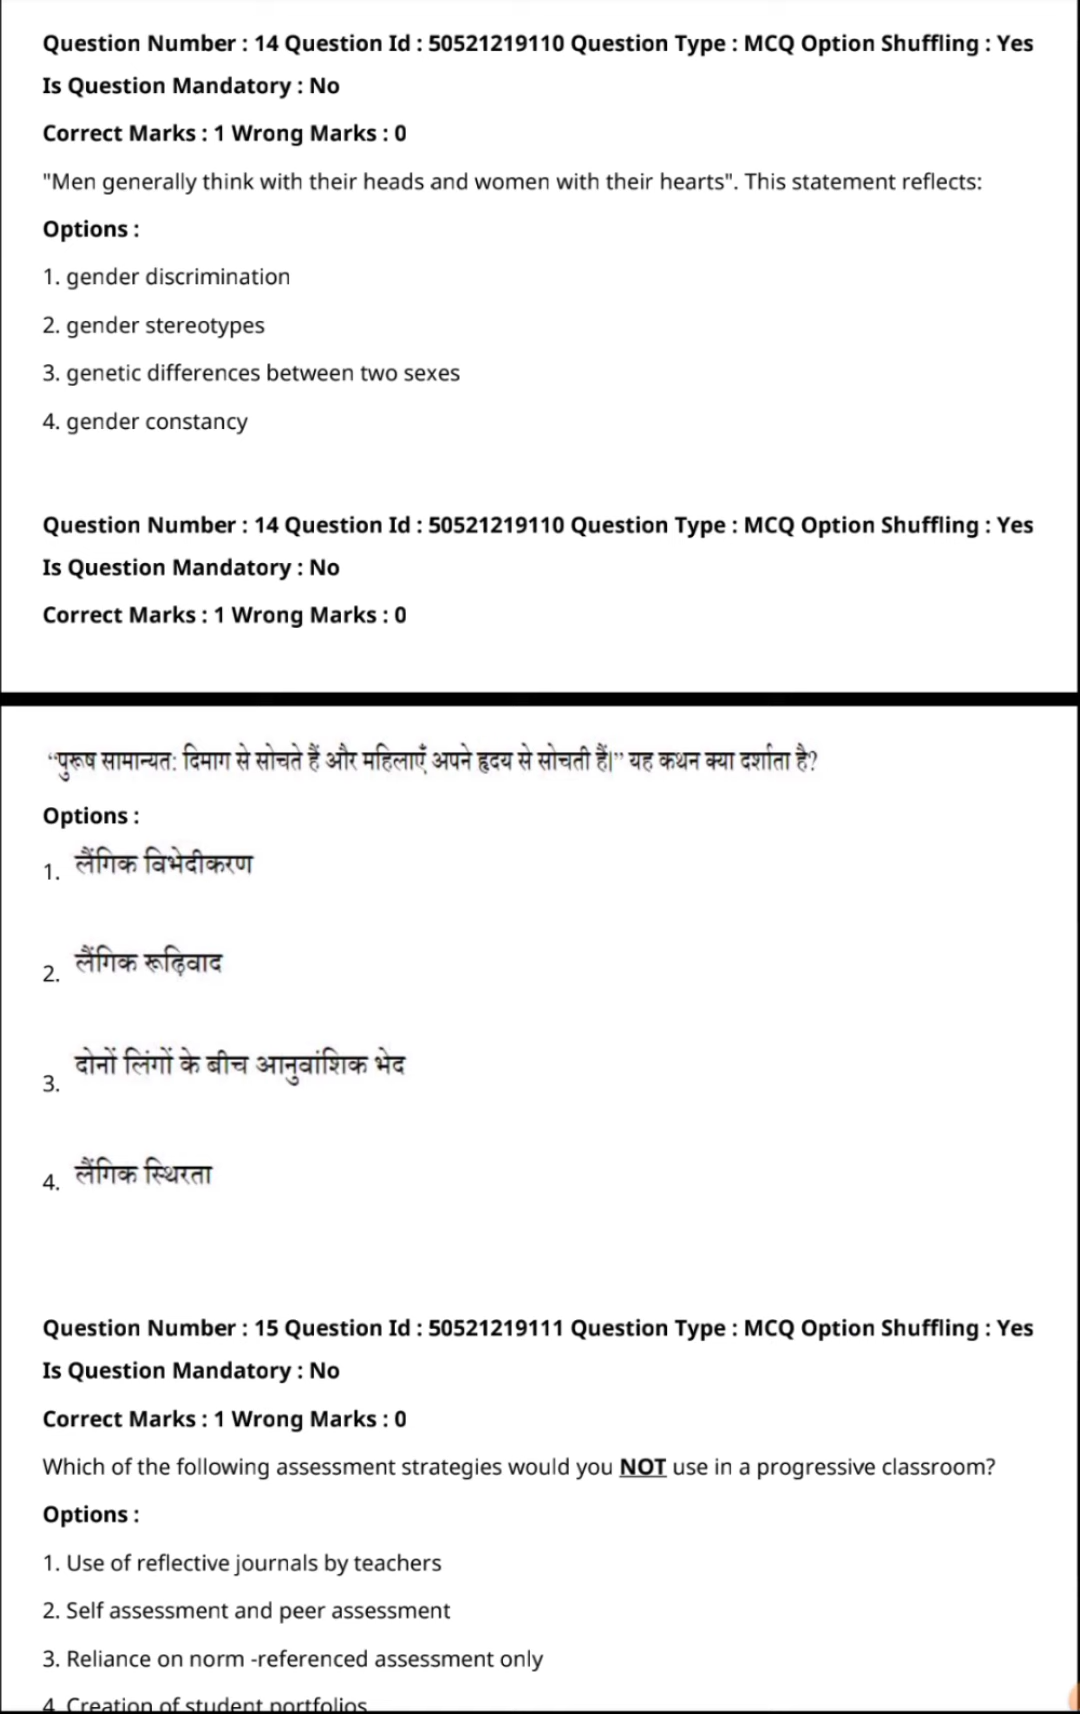 Question Number : 14 Question Id : 50521219110 Question Type : MCQ Option Shuffling : Yes
Is Question Mandatory : No
Correct Marks : 1 Wrong Marks : 0
"Men generally think with their heads and women with their hearts". This statement reflects:
Options :
1. gender discrimination
2. gender stereotypes
3. genetic differences between two sexes
4. gender constancy
Question Number : 14 Question Id : 50521219110 Question Type : MCQ Option Shuffling : Yes
Is Question Mandatory : No
Correct Marks : 1 Wrong Marks : 0
“पुरूष सामान्यत: दिमाग से सोचते हैं और महिलाएँ अपने हृदय से सोचती हैं।” यह कथन क्या दर्शाता है?
Options :
1. लैंगिक विभेदीकरण
2. लैंगिक रूढ़िवाद
3. दोनों लिंगों के बीच आनुवांशिक भेद
4. लैंगिक स्थिरता
Question Number : 15 Question Id : 50521219111 Question Type : MCQ Option Shuffling : Yes
Is Question Mandatory : No
Correct Marks : 1 Wrong Marks : 0
Which of the following assessment strategies would you NOT use in a progressive classroom?
Options :
1. Use of reflective journals by teachers
2. Self assessment and peer assessment
3. Reliance on norm -referenced assessment only
4. Creation of student portfolios